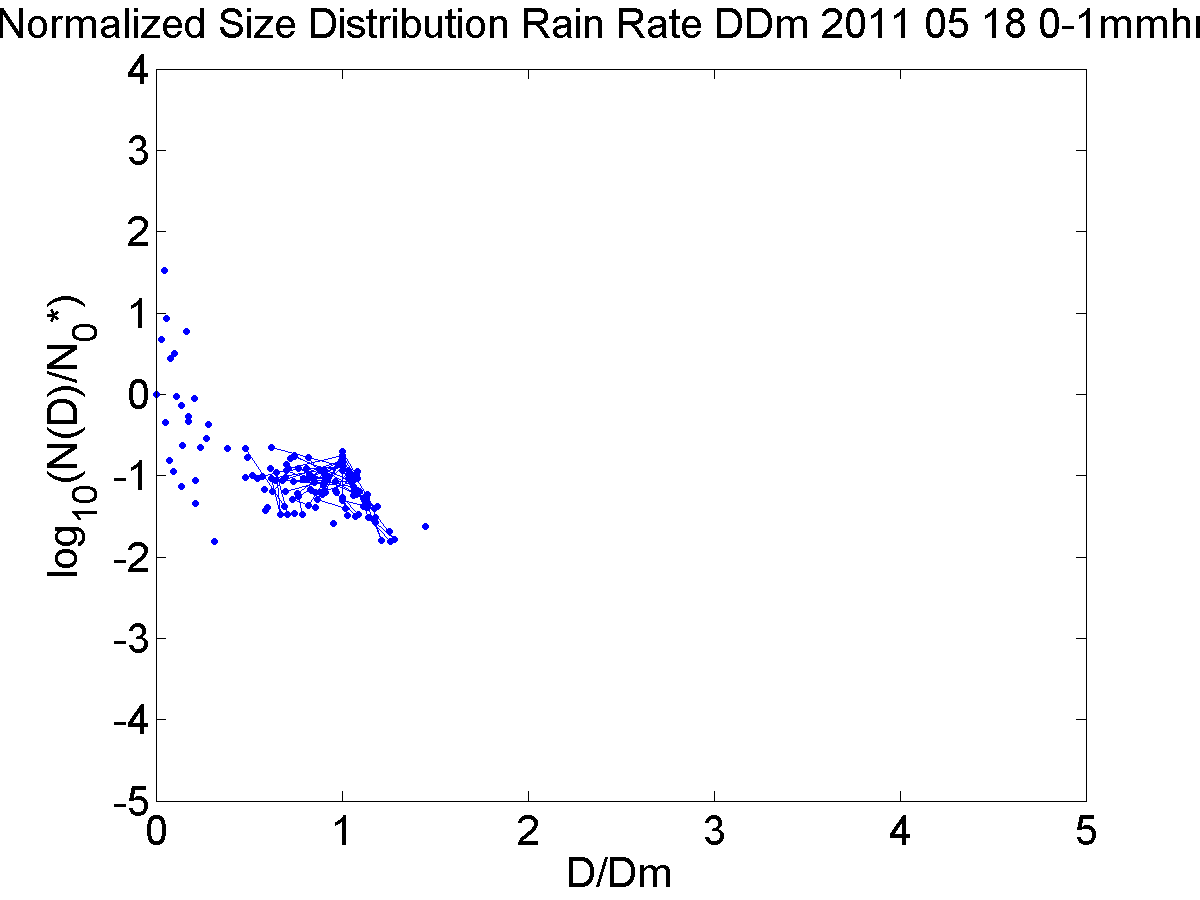 Normalized Size Distribution Rain Rate DDm 2011 05 18 0-1mmhr
4
3
2
1
0
-1
-2
-3
-4
-5
log10(N(D)/N0*)
0 1 2 3 4 5
D/Dm